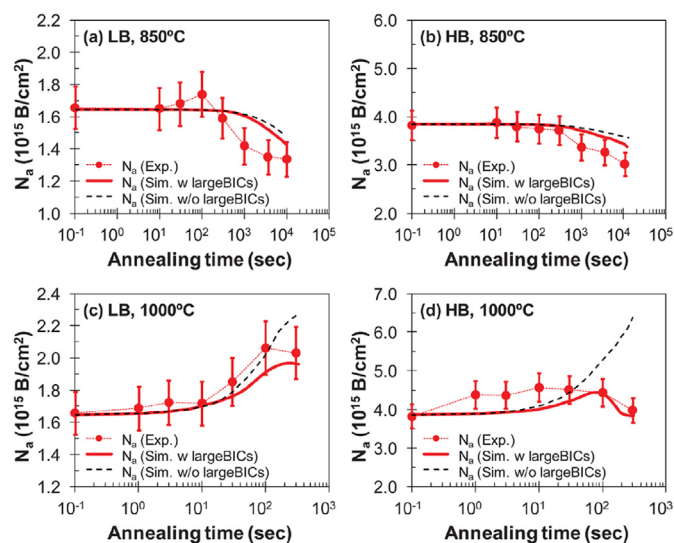 (a) LB, 850ºC
Nₐ (10¹⁵ B/cm²)
2.0
1.8
1.6
1.4
1.2
1.0
Nₐ (Exp.)
Nₐ (Sim. w largeBICs)
Nₐ (Sim. w/o largeBICs)
10⁻¹ 10⁰ 10¹ 10² 10³ 10⁴ 10⁵
Annealing time (sec)
(b) HB, 850ºC
Nₐ (10¹⁵ B/cm²)
6.0
5.0
4.0
3.0
2.0
Nₐ (Exp.)
Nₐ (Sim. w largeBICs)
Nₐ (Sim. w/o largeBICs)
10⁻¹ 10⁰ 10¹ 10² 10³ 10⁴ 10⁵
Annealing time (sec)
(c) LB, 1000ºC
Nₐ (10¹⁵ B/cm²)
2.4
2.2
2.0
1.8
1.6
1.4
1.2
Nₐ (Exp.)
Nₐ (Sim. w largeBICs)
Nₐ (Sim. w/o largeBICs)
10⁻¹ 10⁰ 10¹ 10² 10³
Annealing time (sec)
(d) HB, 1000ºC
Nₐ (10¹⁵ B/cm²)
7.0
6.0
5.0
4.0
3.0
2.0
Nₐ (Exp.)
Nₐ (Sim. w largeBICs)
Nₐ (Sim. w/o largeBICs)
10⁻¹ 10⁰ 10¹ 10² 10³
Annealing time (sec)